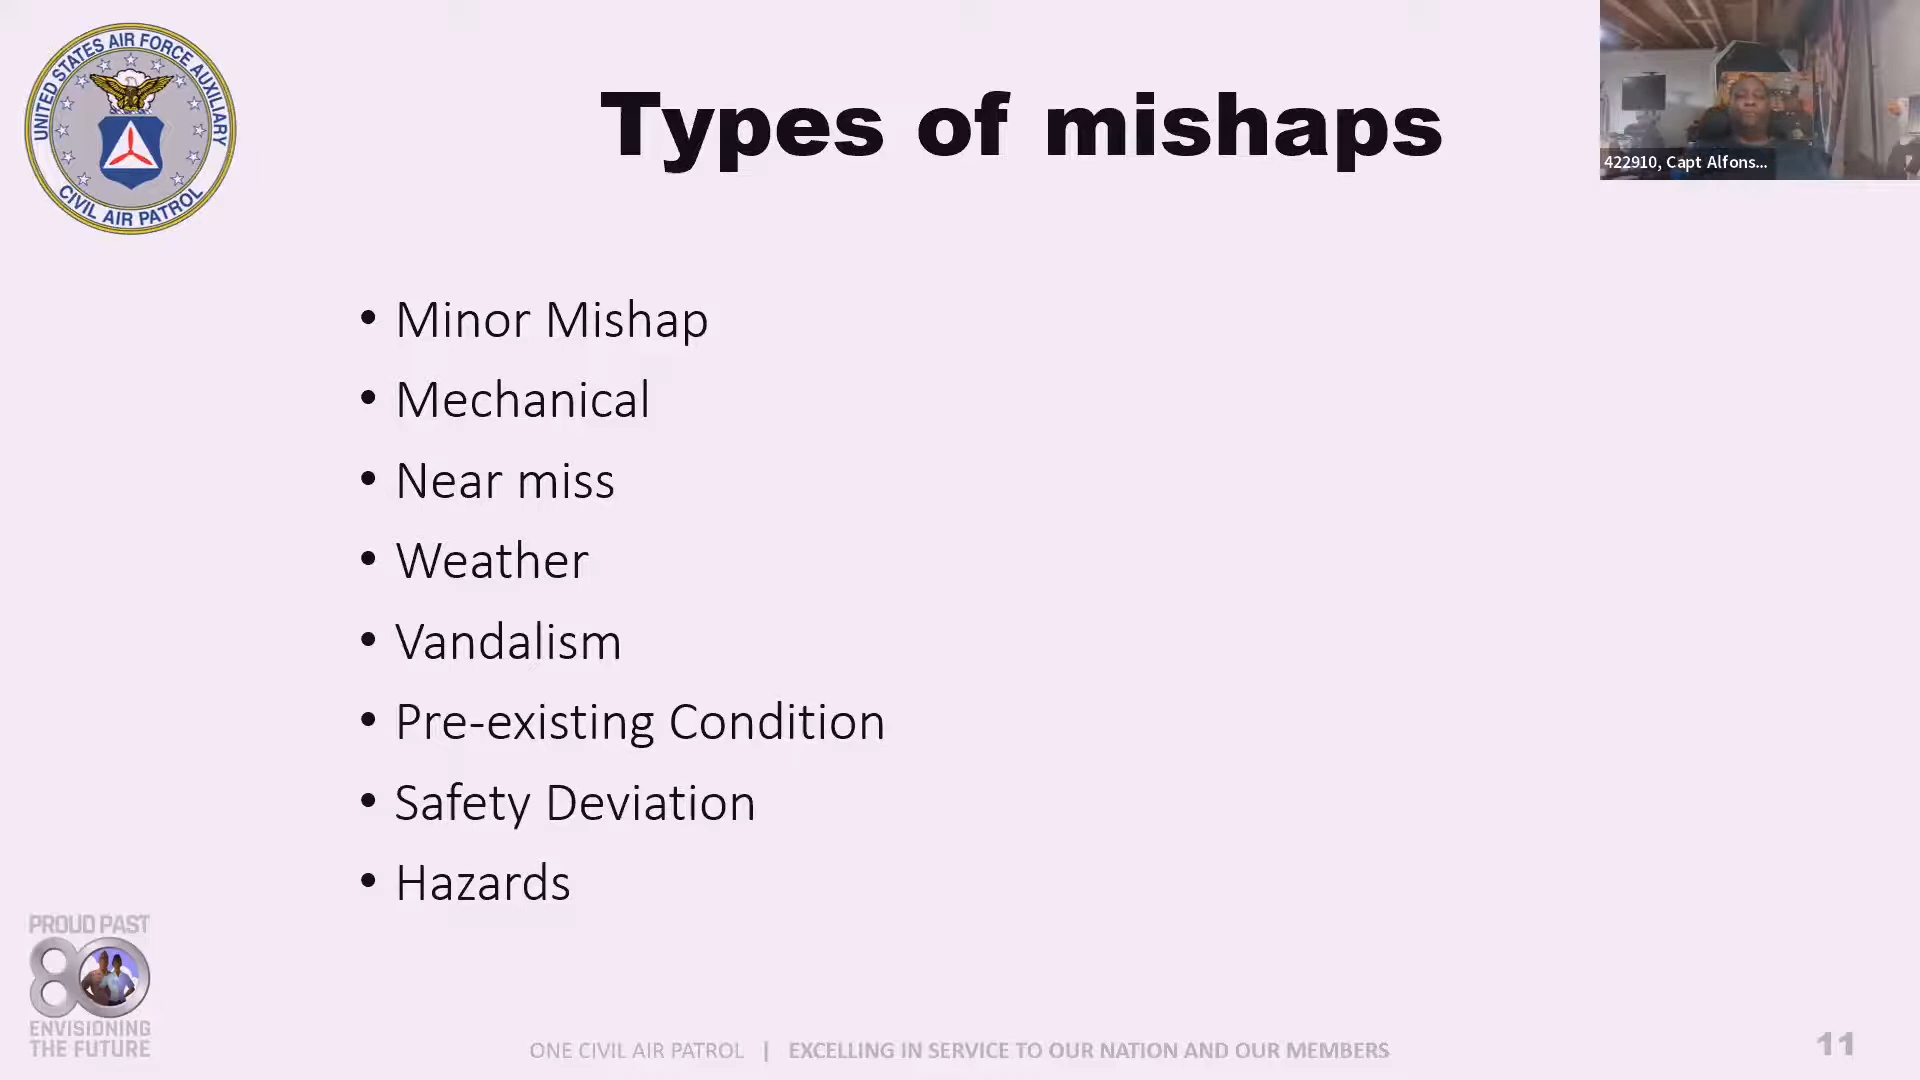 UNITED STATES AIR FORCE AUXILIARY
CIVIL AIR PATROL
Types of mishaps
422910, Capt Alfons...
• Minor Mishap
• Mechanical
• Near miss
• Weather
• Vandalism
• Pre-existing Condition
• Safety Deviation
• Hazards
PROUD PAST
80
ENVISIONING
THE FUTURE
ONE CIVIL AIR PATROL | EXCELLING IN SERVICE TO OUR NATION AND OUR MEMBERS
11